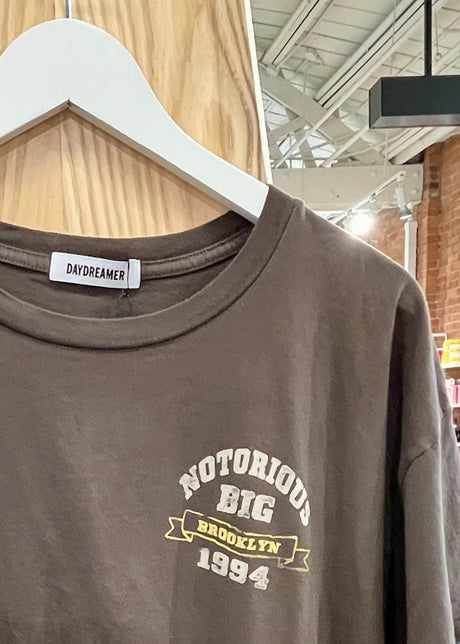 DAYDREAMER
NOTORIOUS
BIG
BROOKLYN
1994